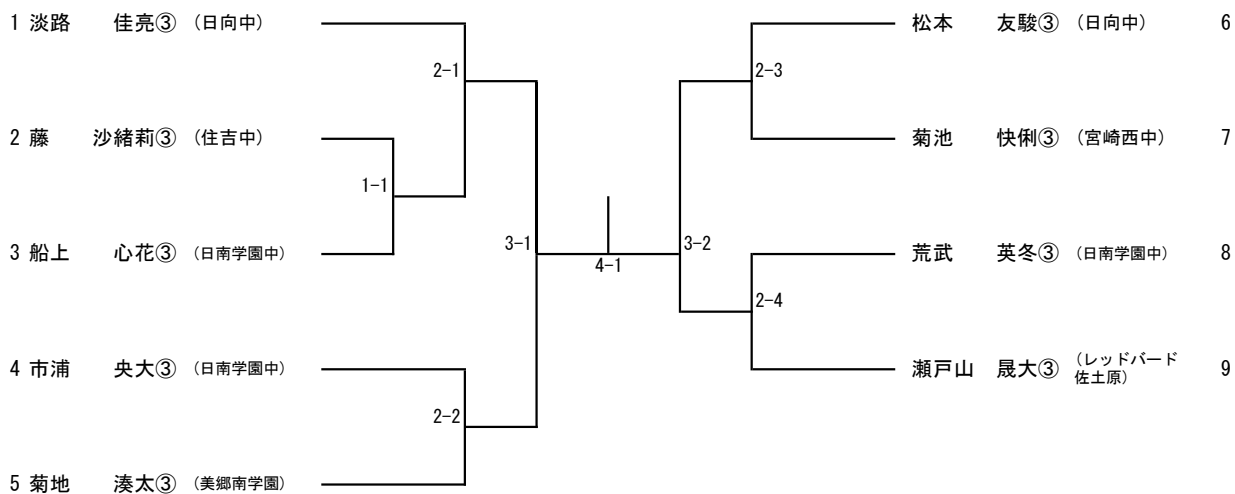 1 淡路 佳亮③ (日向中)
2-1
2 藤 沙緒莉③ (住吉中)
1-1
3 船上 心花③ (日南学園中)
3-1
4 市浦 央大③ (日南学園中)
2-2
5 菊地 湊太③ (美郷南学園)
4-1
松本 友駿③ (日向中) 6
2-3
菊池 快俐③ (宮崎西中) 7
3-2
荒武 英冬③ (日南学園中) 8
2-4
瀬戸山 晟大③ (レッドバード
佐土原) 9